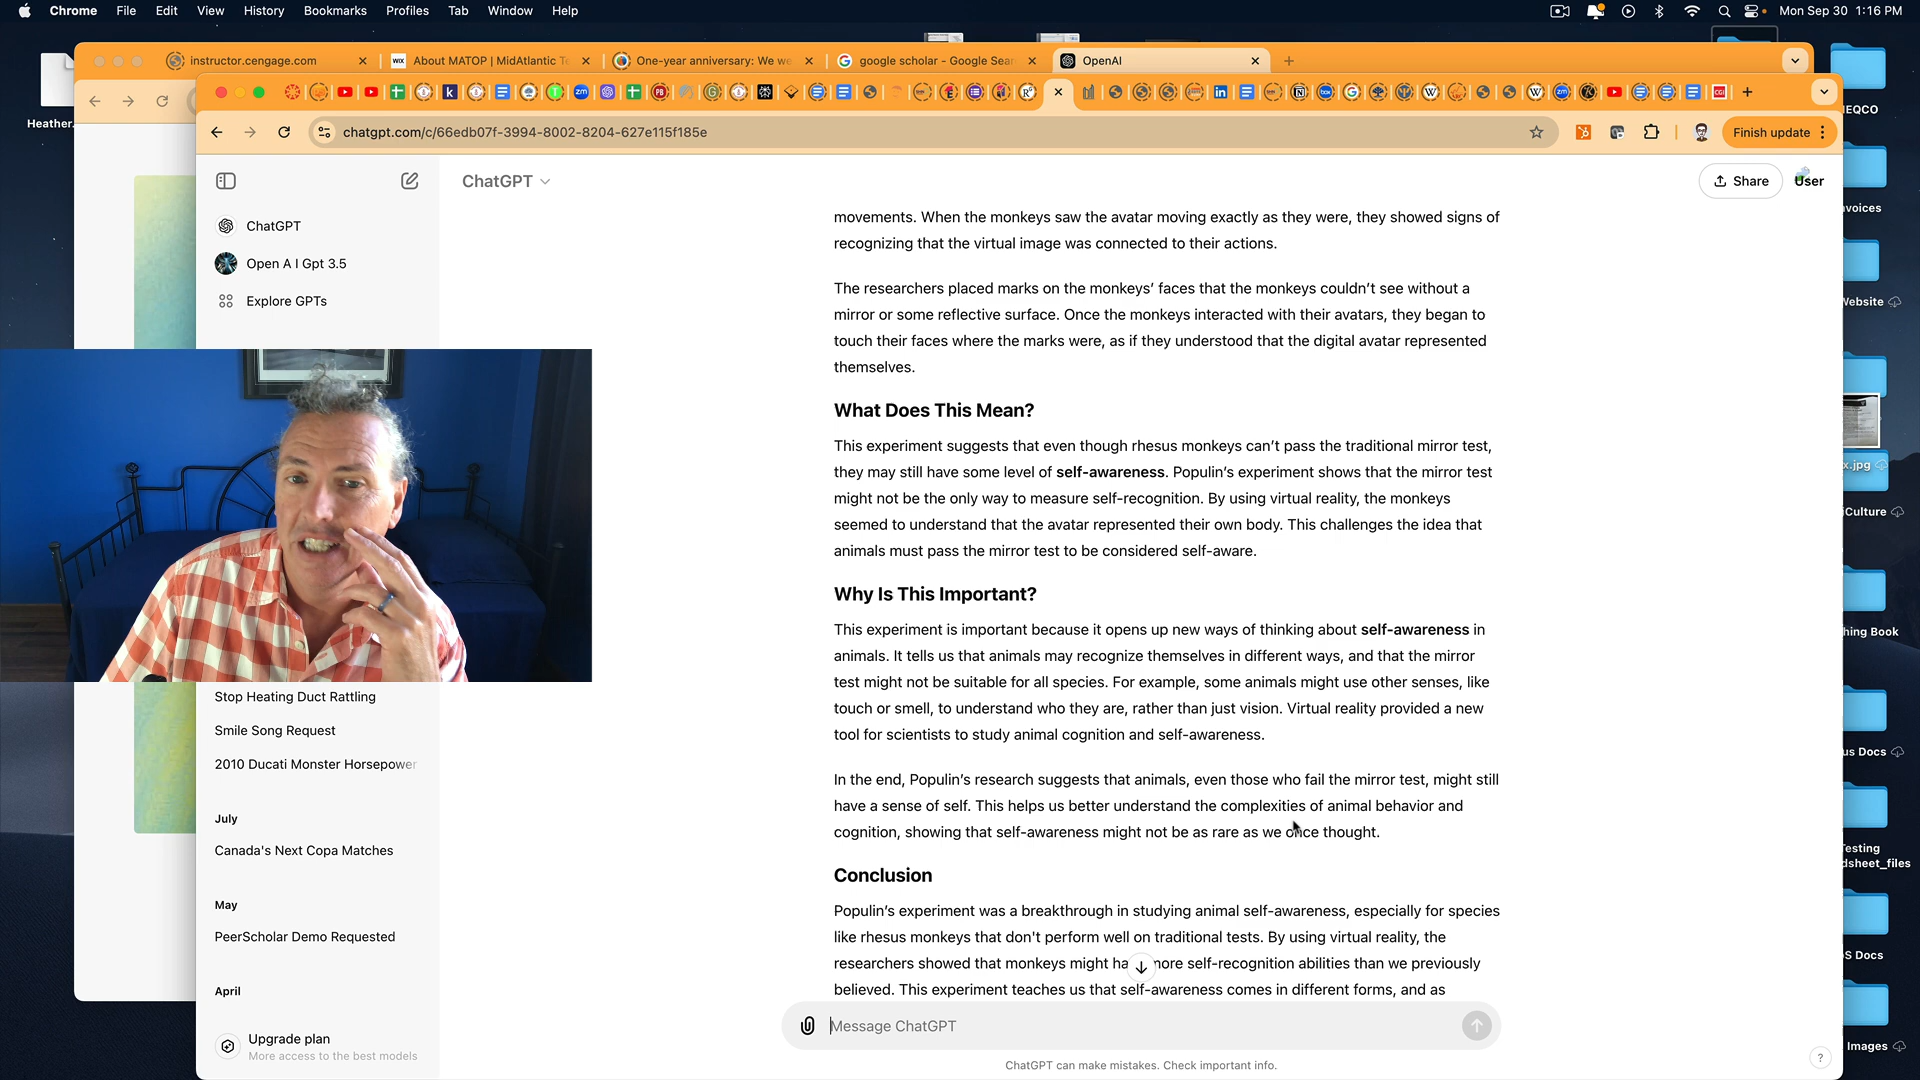 Chrome File Edit View History Bookmarks Profiles Tab Window Help
Mon Sep 30 1:16 PM
instructor.cengage.com
WIX About MATOP | MidAtlantic Te
One-year anniversary: We we
google scholar - Google Sear
OpenAI
chatgpt.com/c/66edb07f-3994-8002-8204-627e115f185e
Finish update
Heather.
ChatGPT
Share
User
ChatGPT
Open A I Gpt 3.5
Explore GPTs
Stop Heating Duct Rattling
Smile Song Request
2010 Ducati Monster Horsepower
July
Canada's Next Copa Matches
May
PeerScholar Demo Requested
April
Upgrade plan
More access to the best models
movements. When the monkeys saw the avatar moving exactly as they were, they showed signs of
recognizing that the virtual image was connected to their actions.
The researchers placed marks on the monkeys’ faces that the monkeys couldn’t see without a
mirror or some reflective surface. Once the monkeys interacted with their avatars, they began to
touch their faces where the marks were, as if they understood that the digital avatar represented
themselves.
What Does This Mean?
This experiment suggests that even though rhesus monkeys can’t pass the traditional mirror test,
they may still have some level of self-awareness. Populin’s experiment shows that the mirror test
might not be the only way to measure self-recognition. By using virtual reality, the monkeys
seemed to understand that the avatar represented their own body. This challenges the idea that
animals must pass the mirror test to be considered self-aware.
Why Is This Important?
This experiment is important because it opens up new ways of thinking about self-awareness in
animals. It tells us that animals may recognize themselves in different ways, and that the mirror
test might not be suitable for all species. For example, some animals might use other senses, like
touch or smell, to understand who they are, rather than just vision. Virtual reality provided a new
tool for scientists to study animal cognition and self-awareness.
In the end, Populin’s research suggests that animals, even those who fail the mirror test, might still
have a sense of self. This helps us better understand the complexities of animal behavior and
cognition, showing that self-awareness might not be as rare as we once thought.
Conclusion
Populin’s experiment was a breakthrough in studying animal self-awareness, especially for species
like rhesus monkeys that don't perform well on traditional tests. By using virtual reality, the
researchers showed that monkeys might ha more self-recognition abilities than we previously
believed. This experiment teaches us that self-awareness comes in different forms, and as
Message ChatGPT
ChatGPT can make mistakes. Check important info.
?
HEQCO
nvoices
Website
x.jpg
iCulture
hing Book
us Docs
Testing
dsheet_files
S Docs
Images